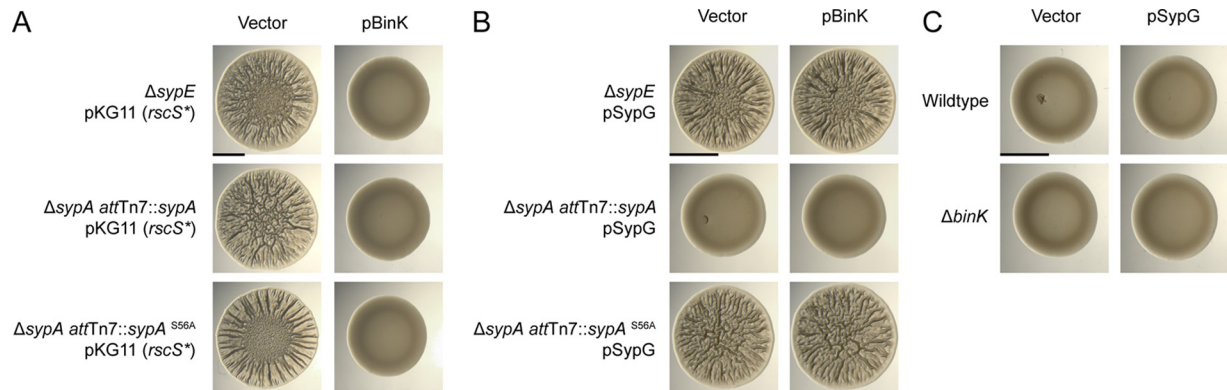 A
Vector
pBinK
ΔsypE
pKG11 (rscS*)
ΔsypA attTn7::sypA
pKG11 (rscS*)
ΔsypA attTn7::sypA S56A
pKG11 (rscS*)
B
Vector
pBinK
ΔsypE
pSypG
ΔsypA attTn7::sypA
pSypG
ΔsypA attTn7::sypA S56A
pSypG
C
Vector
pSypG
Wildtype
ΔbinK